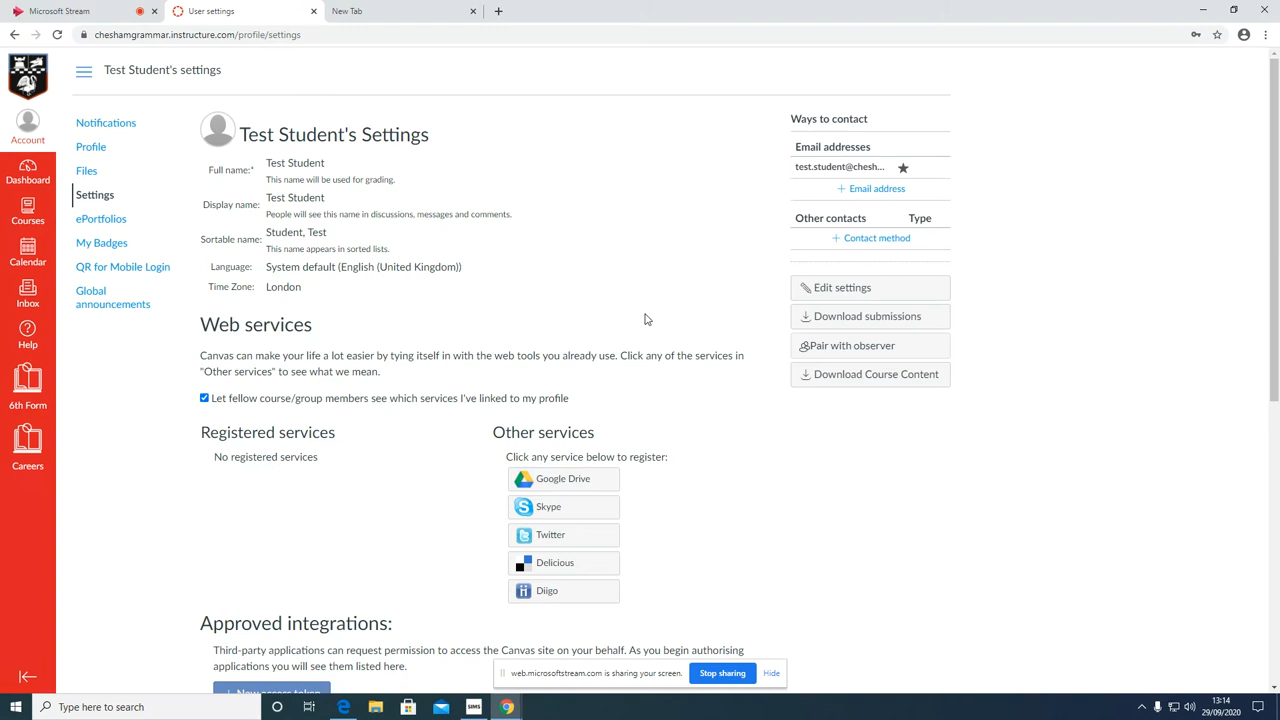 Microsoft Stream
User settings
New Tab
cheshamgrammar.instructure.com/profile/settings
Test Student's settings
Account
Dashboard
Courses
Calendar
Inbox
Help
6th Form
Careers
Notifications
Profile
Files
Settings
ePortfolios
My Badges
QR for Mobile Login
Global
announcements
Test Student's Settings
Full name:* Test Student
This name will be used for grading.
Display name: Test Student
People will see this name in discussions, messages and comments.
Sortable name: Student, Test
This name appears in sorted lists.
Language: System default (English (United Kingdom))
Time Zone: London
Web services
Canvas can make your life a lot easier by tying itself in with the web tools you already use. Click any of the services in
"Other services" to see what we mean.
Let fellow course/group members see which services I've linked to my profile
Registered services
No registered services
Other services
Click any service below to register:
Google Drive
Skype
Twitter
Delicious
Diigo
Approved integrations:
Third-party applications can request permission to access the Canvas site on your behalf. As you begin authorising
applications you will see them listed here.
+ New access token
Ways to contact
Email addresses
test.student@chesh...
+ Email address
Other contacts Type
+ Contact method
Edit settings
Download submissions
Pair with observer
Download Course Content
web.microsoftstream.com is sharing your screen.
Stop sharing
Hide
Type here to search
SIMS
13:14
29/09/2020